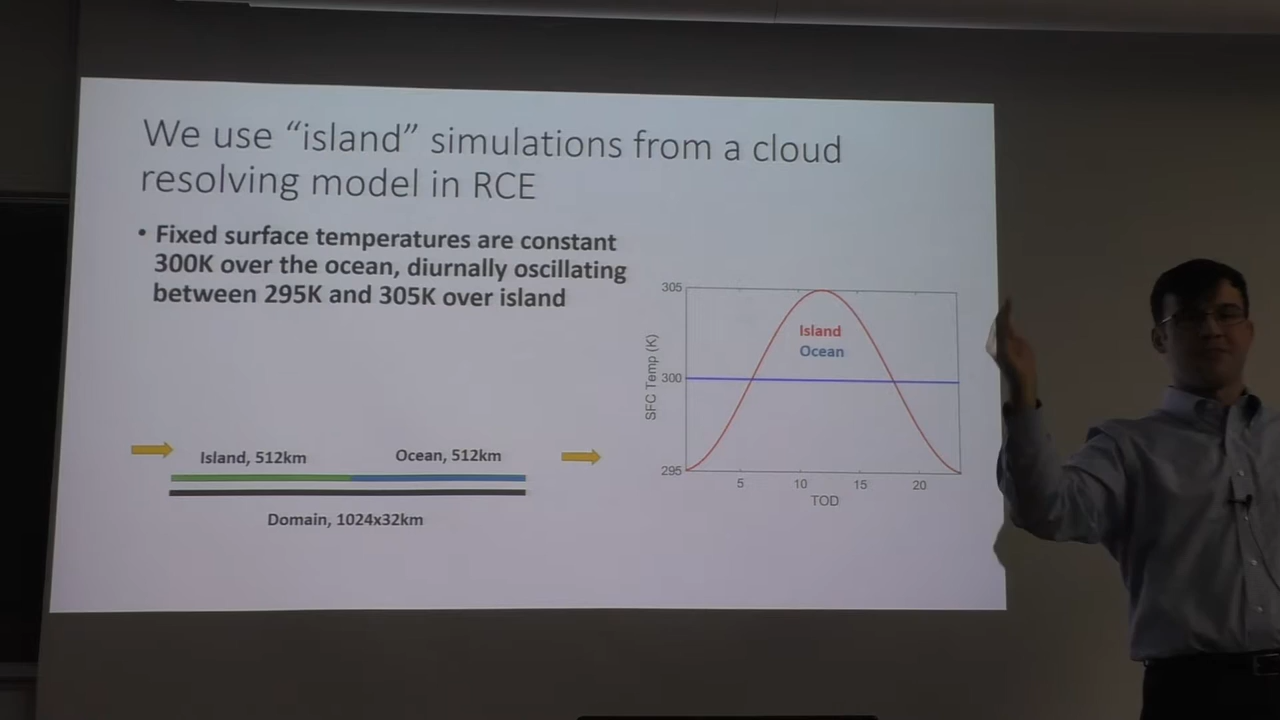 We use “island” simulations from a cloud
resolving model in RCE
• Fixed surface temperatures are constant
300K over the ocean, diurnally oscillating
between 295K and 305K over island
Island, 512km
Ocean, 512km
Domain, 1024x32km
305
300
295
SFC Temp (K)
Island
Ocean
5 10 15 20
TOD